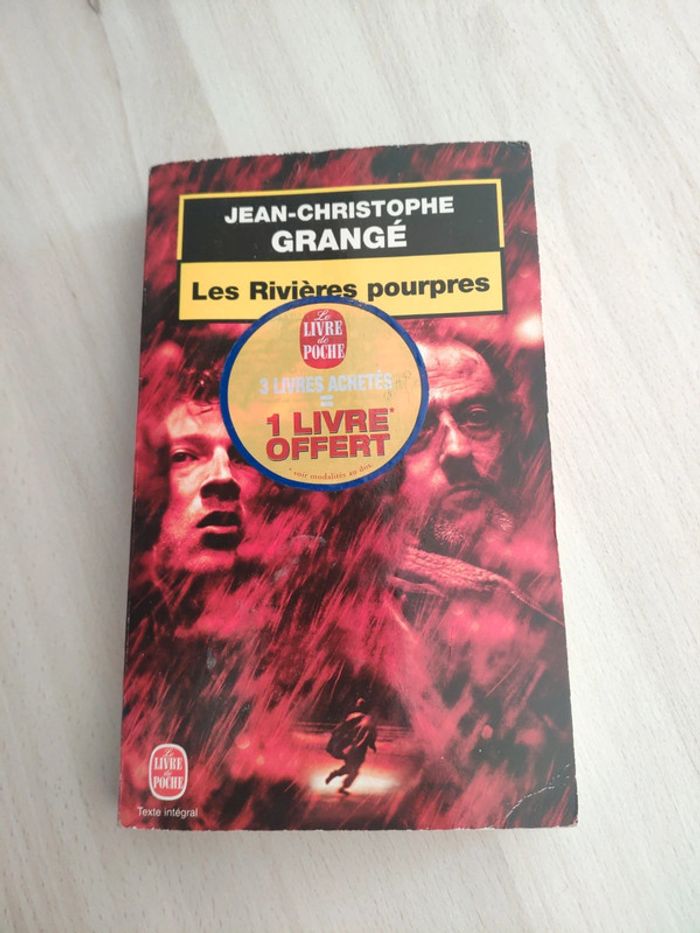 JEAN-CHRISTOPHE
GRANGÉ
Les Rivières pourpres
Le
LIVRE
de
POCHE
3 LIVRES ACHETÉS
=
1 LIVRE*
OFFERT
* voir modalités au dos.
Le
LIVRE
de
POCHE
Texte intégral